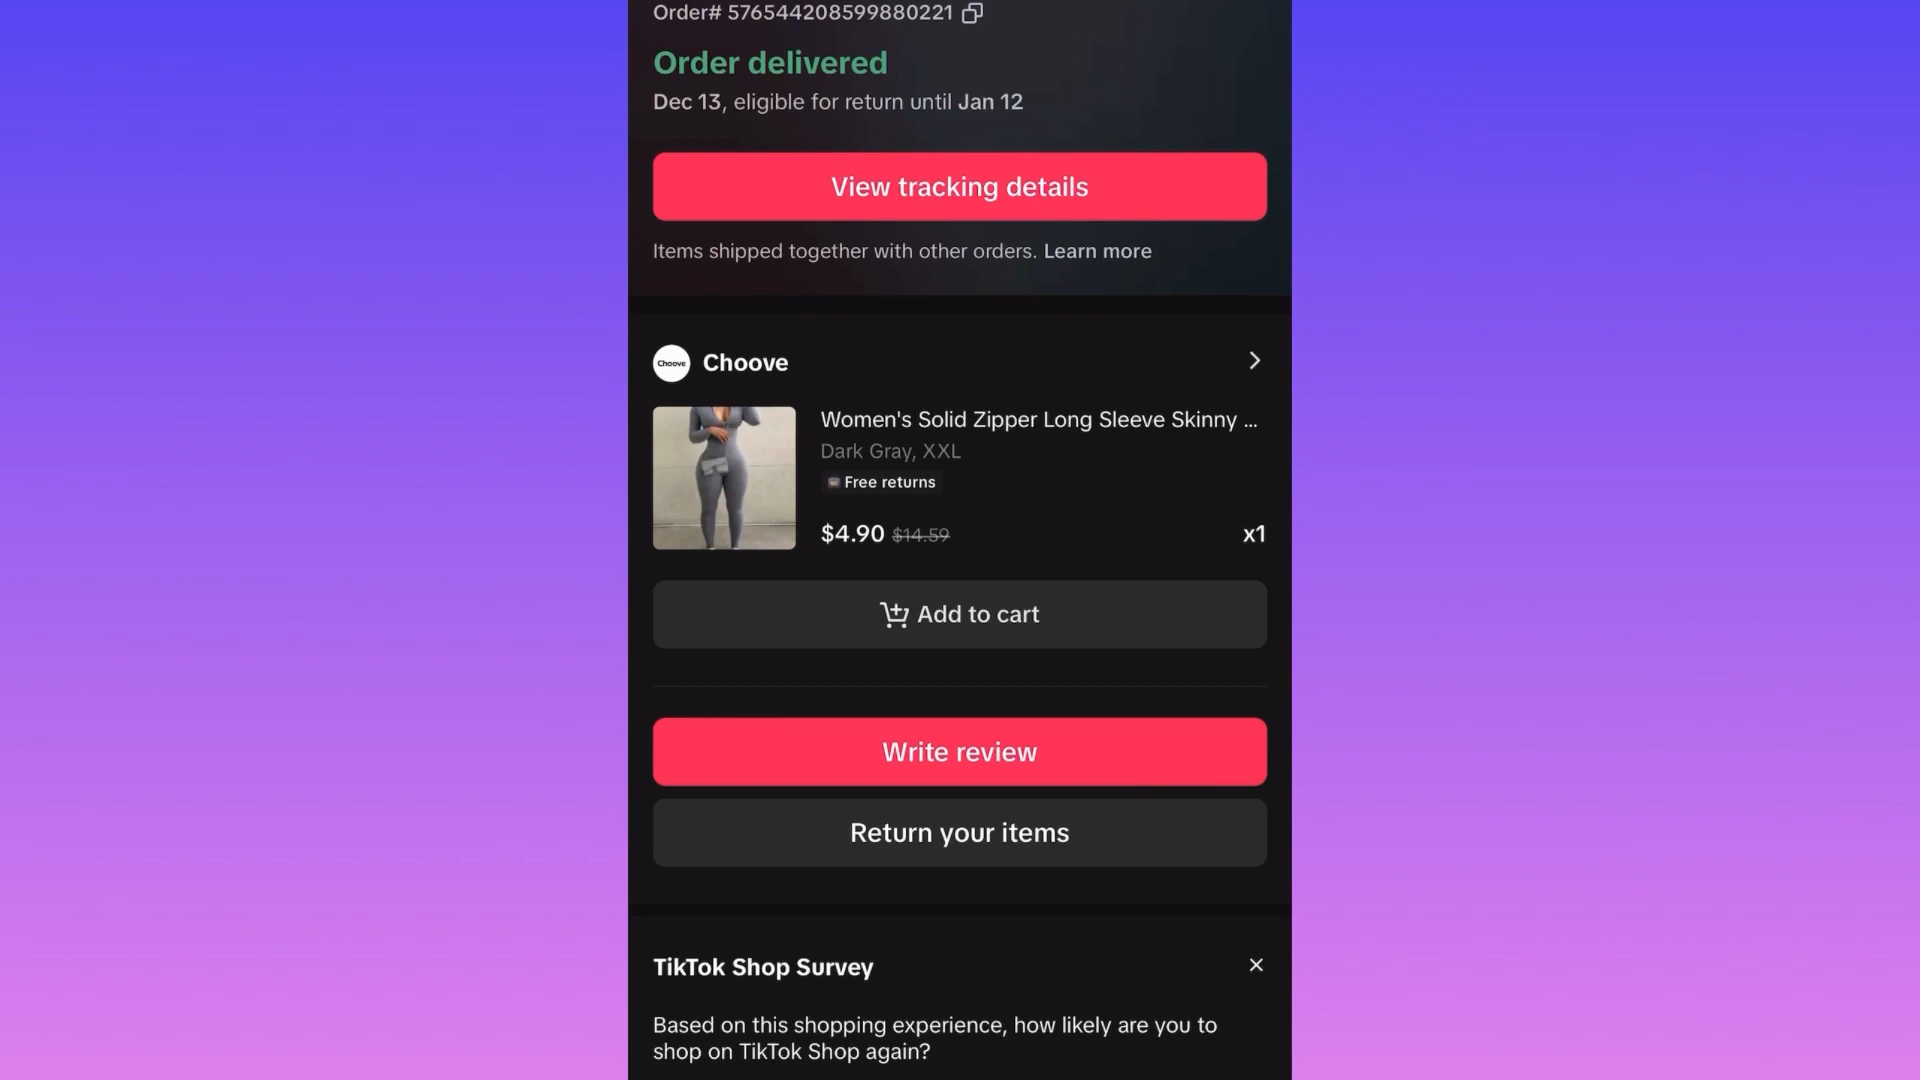 Order# 576544208599880221
Order delivered
Dec 13, eligible for return until Jan 12
View tracking details
Items shipped together with other orders. Learn more
Choove
Choove
Women's Solid Zipper Long Sleeve Skinny ...
Dark Gray, XXL
Free returns
$4.90 $14.59
x1
Add to cart
Write review
Return your items
TikTok Shop Survey
Based on this shopping experience, how likely are you to
shop on TikTok Shop again?